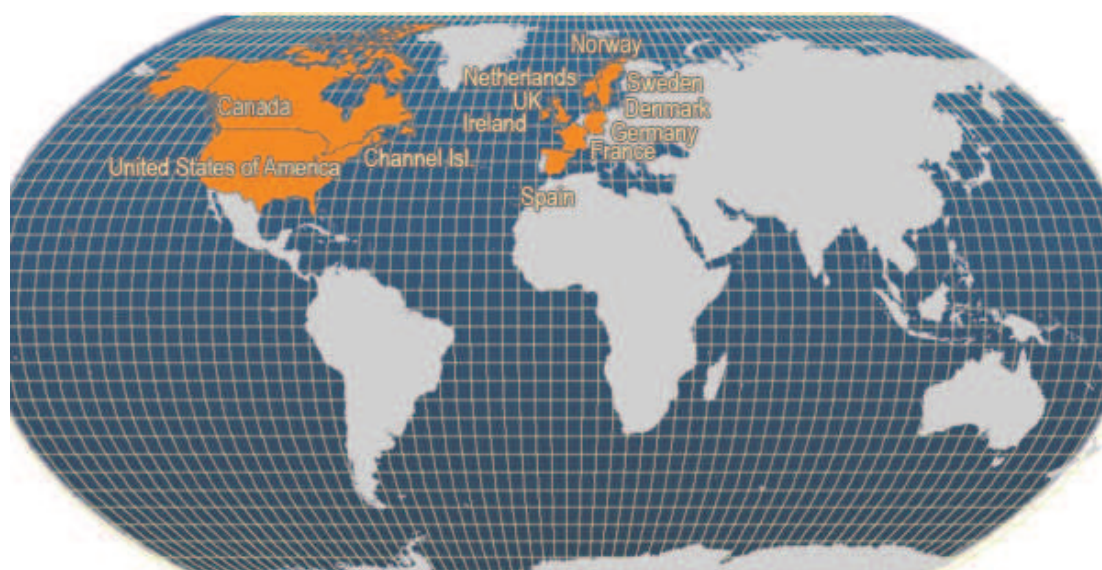 Norway
Netherlands
Sweden
Canada
UK
Denmark
Ireland
Germany
France
Channel Isl.
United States of America
Spain